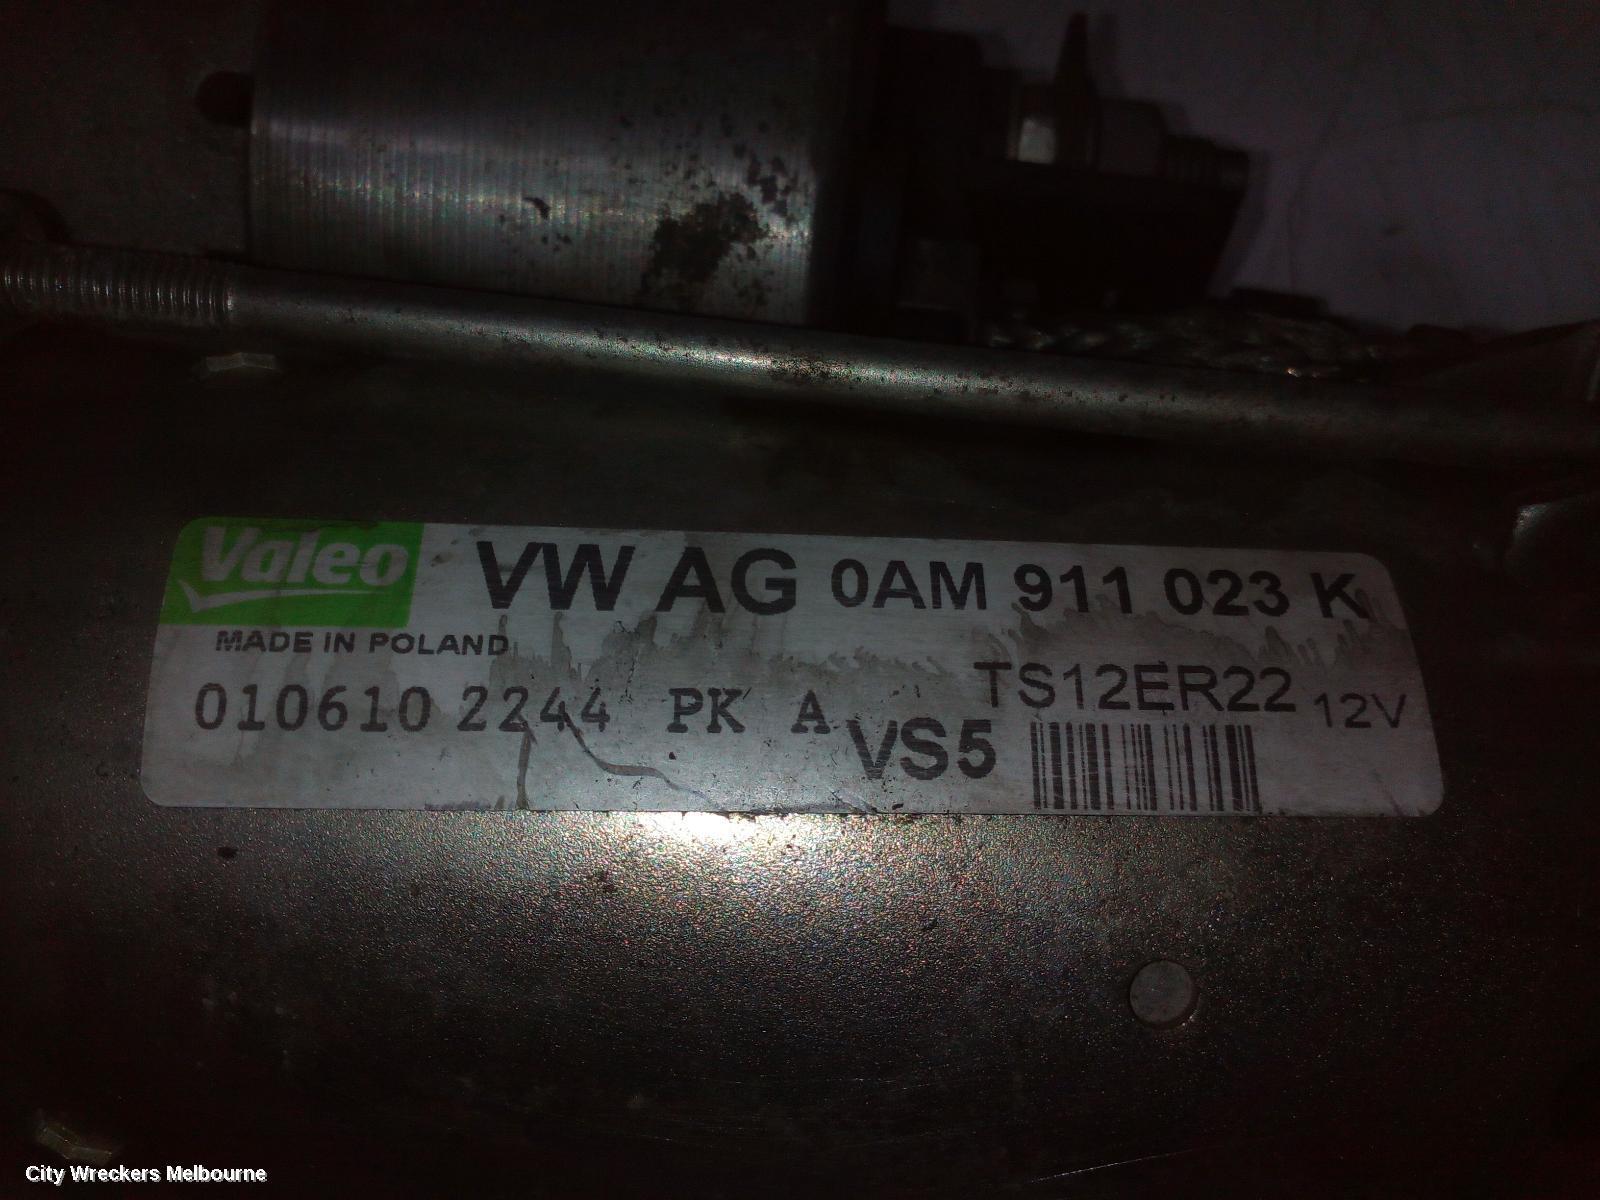 Valeo
VW AG 0AM 911 023 K
MADE IN POLAND
TS12ER22 12V
010610 2244 PK A
VS5
City Wreckers Melbourne